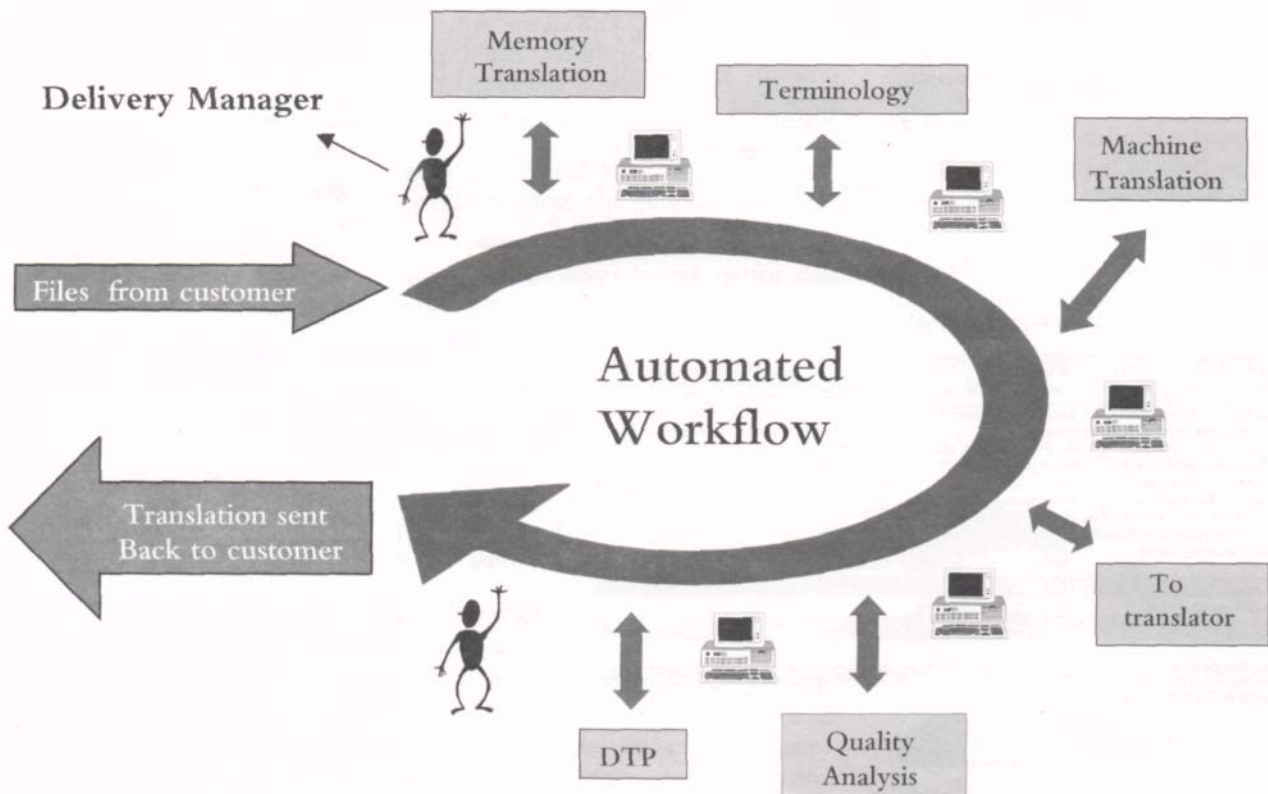 Memory
Translation
Delivery Manager
Terminology
Machine
Translation
Files from customer
Automated
Workflow
Translation sent
Back to customer
To
translator
DTP
Quality
Analysis